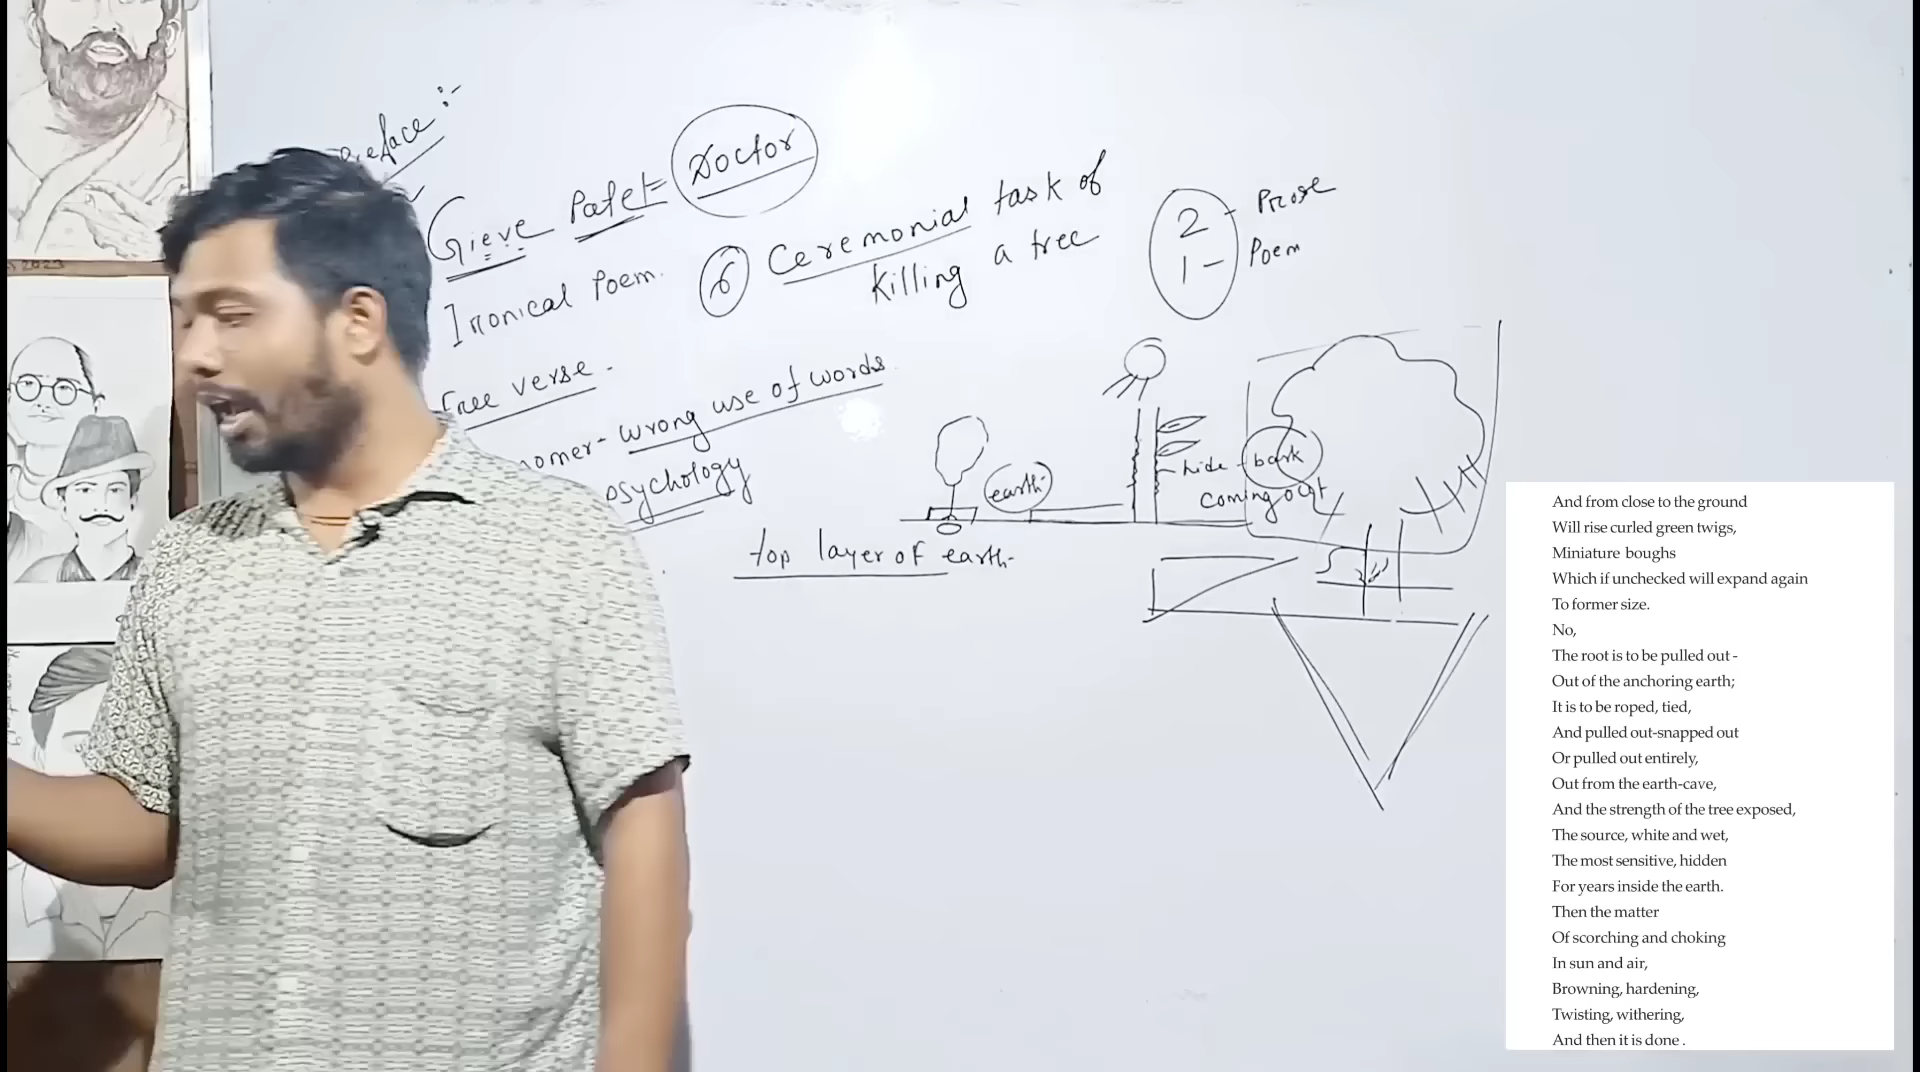 Preface :-
Gieve Patel = Doctor
Ironical Poem.
6 Ceremonial task of
killing a tree
2 - Prose
1 - Poem
Free verse.
nomer - wrong use of words
psychology
earth
hide - bark
coming out
top layer of earth
2023
And from close to the ground
Will rise curled green twigs,
Miniature boughs
Which if unchecked will expand again
To former size.
No,
The root is to be pulled out -
Out of the anchoring earth;
It is to be roped, tied,
And pulled out-snapped out
Or pulled out entirely,
Out from the earth-cave,
And the strength of the tree exposed,
The source, white and wet,
The most sensitive, hidden
For years inside the earth.
Then the matter
Of scorching and choking
In sun and air,
Browning, hardening,
Twisting, withering,
And then it is done .